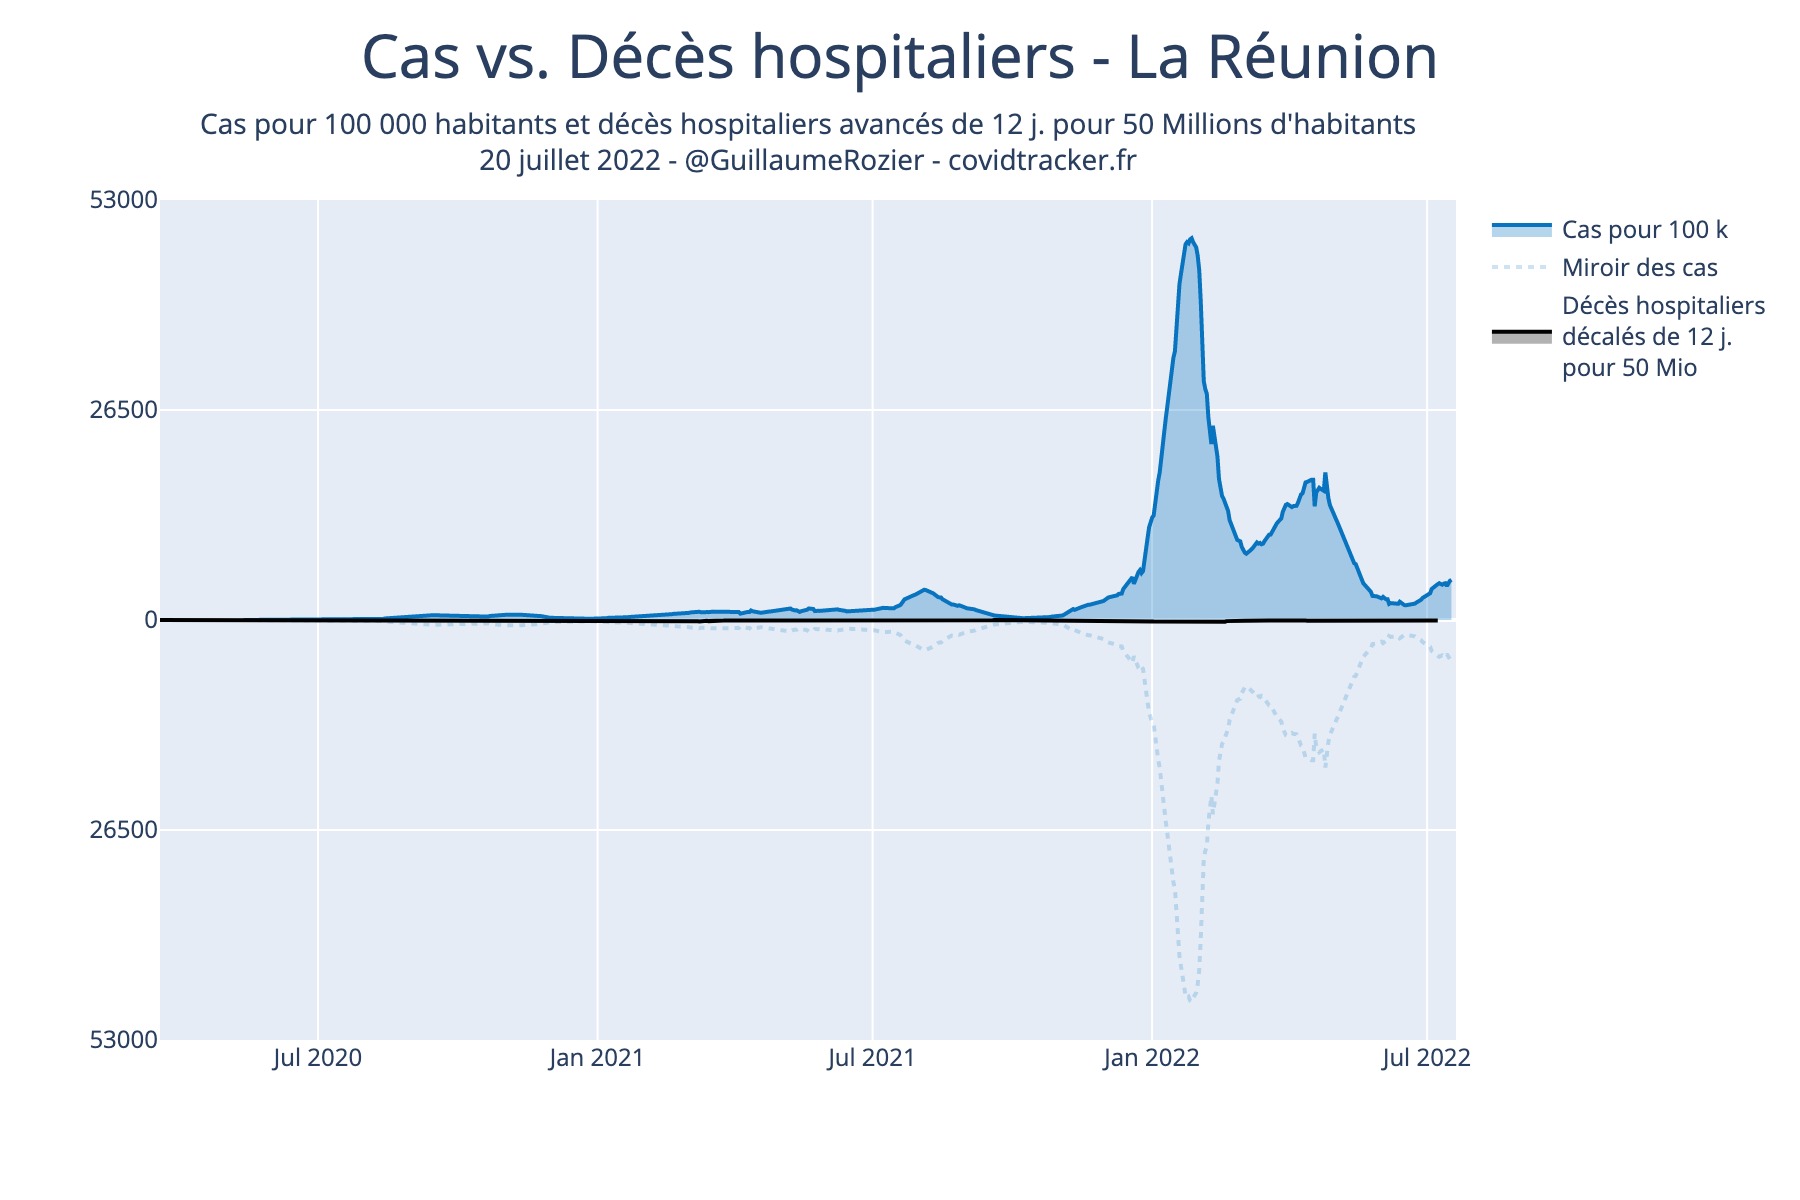 Cas vs. Décès hospitaliers - La Réunion
Cas pour 100 000 habitants et décès hospitaliers avancés de 12 j. pour 50 Millions d'habitants
20 juillet 2022 - @GuillaumeRozier - covidtracker.fr
53000
26500
0
26500
53000
Jul 2020
Jan 2021
Jul 2021
Jan 2022
Jul 2022
Cas pour 100 k
Miroir des cas
Décès hospitaliers
décalés de 12 j.
pour 50 Mio